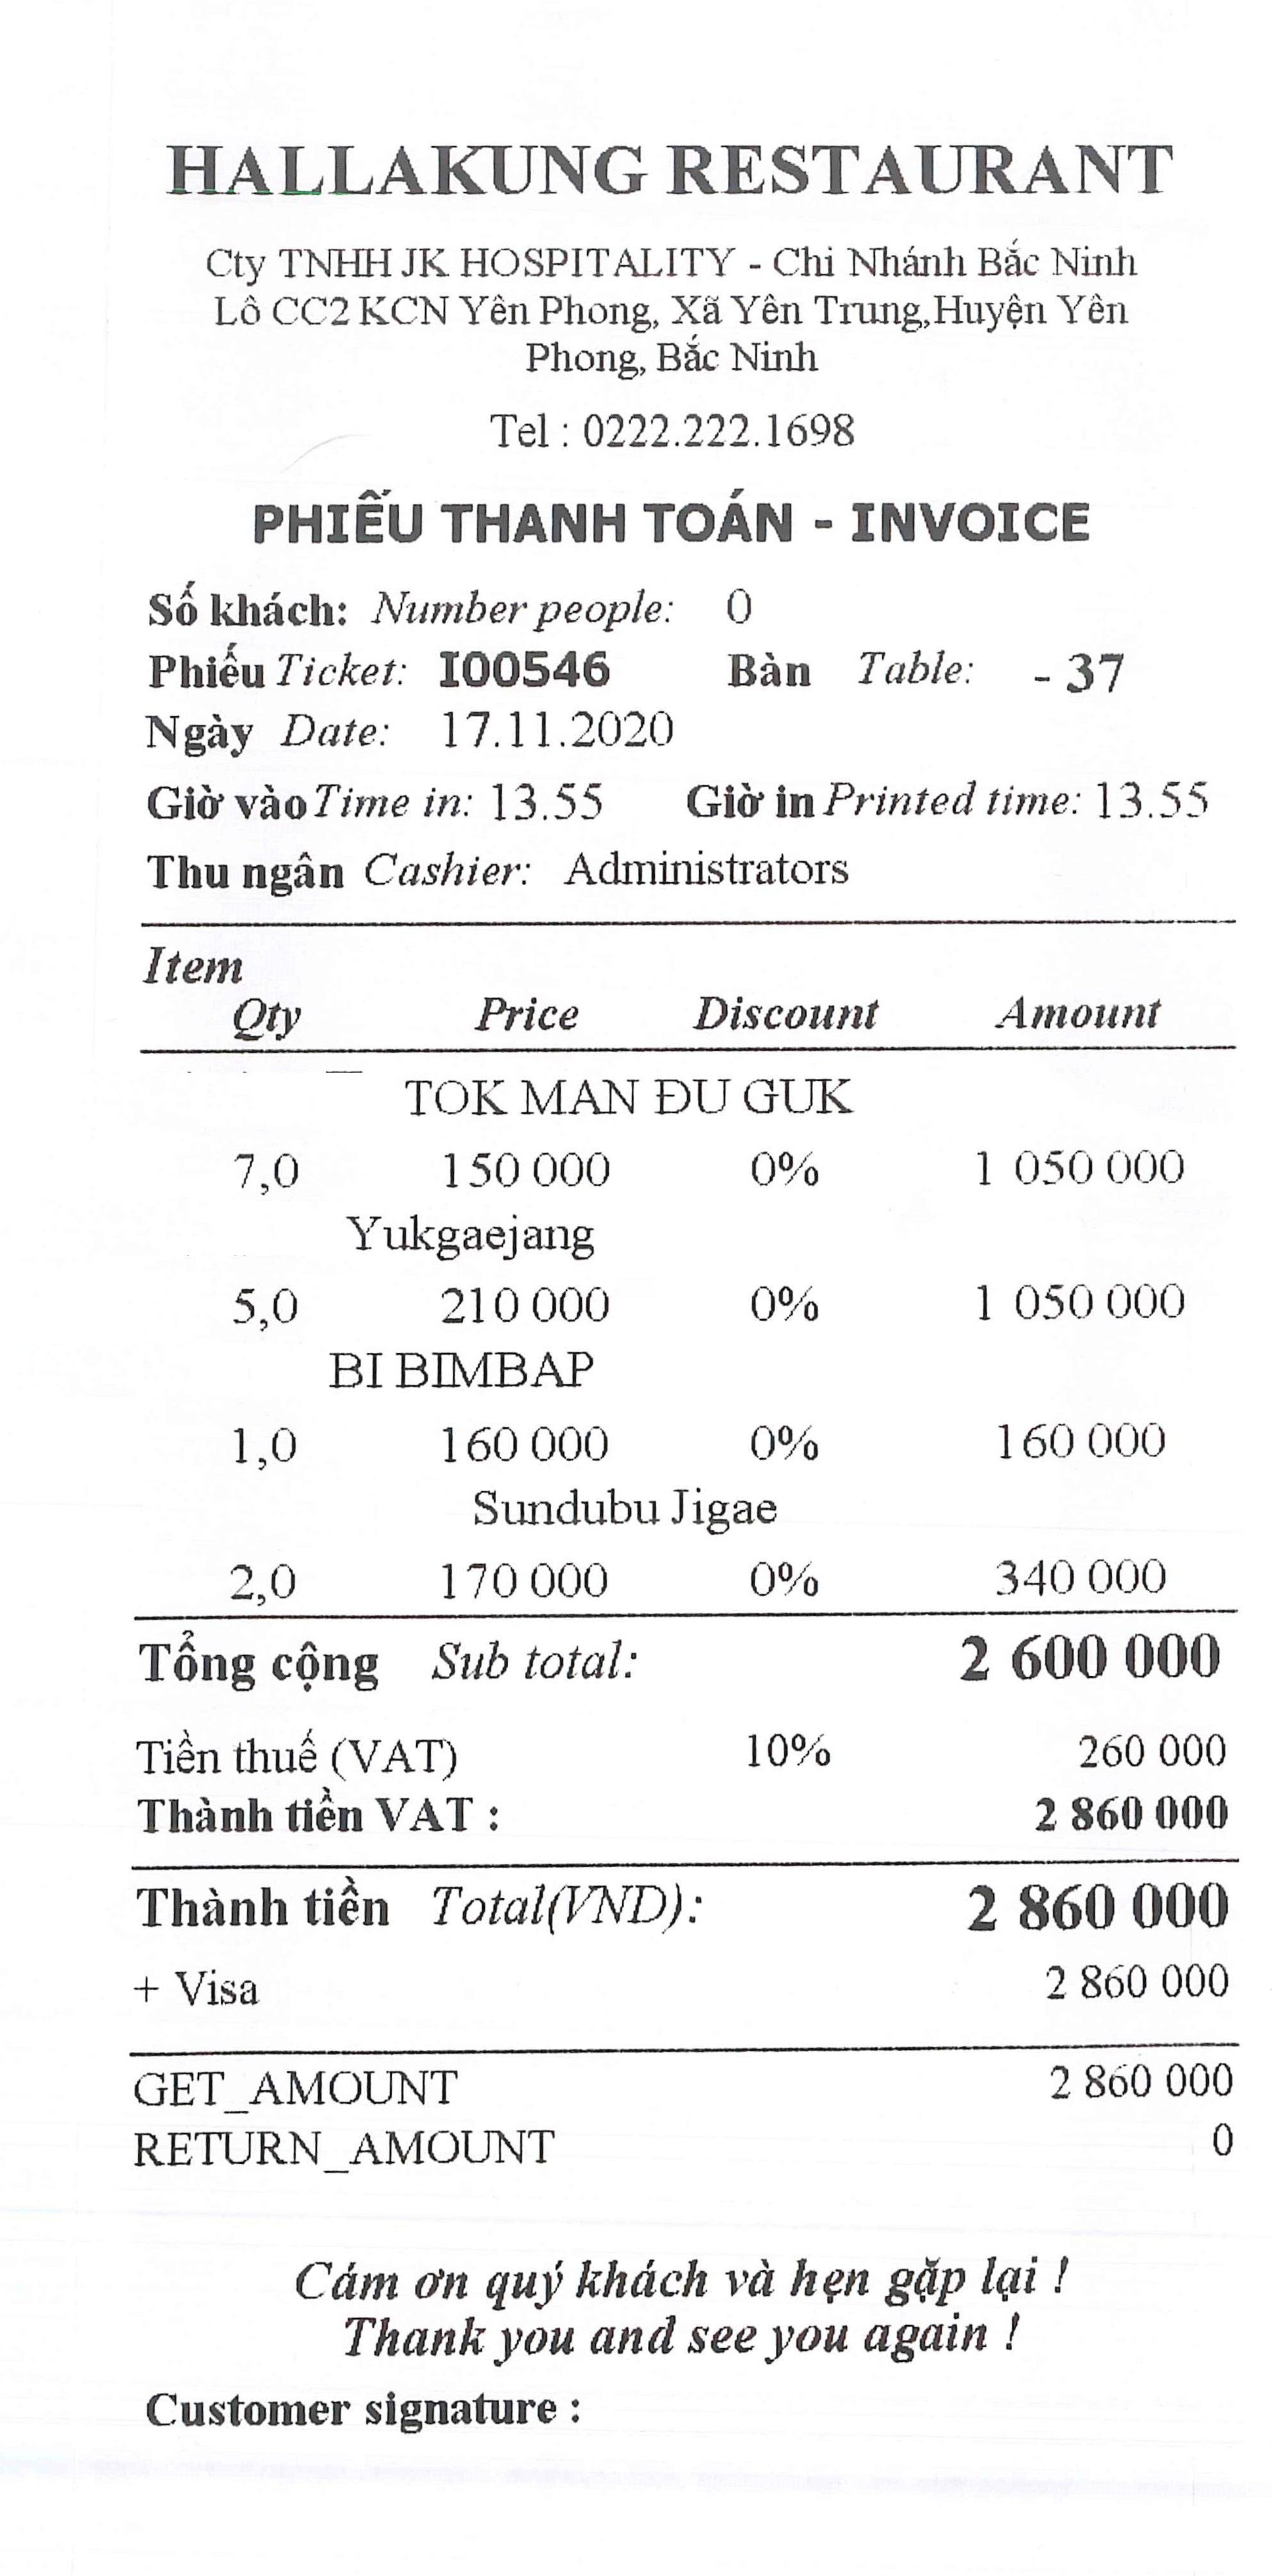 HALLAKUNG RESTAURANT
Cty TNHH JK HOSPITALITY - Chi Nhánh Bắc Ninh
Lô CC2 KCN Yên Phong, Xã Yên Trung,Huyện Yên
Phong, Bắc Ninh
Tel : 0222.222.1698
PHIẾU THANH TOÁN - INVOICE
Số khách: Number people: 0
Phiếu Ticket: I00546 Bàn Table: - 37
Ngày Date: 17.11.2020
Giờ vào Time in: 13.55 Giờ in Printed time: 13.55
Thu ngân Cashier: Administrators
Item
Qty Price Discount Amount
TOK MAN ĐU GUK
7,0 150 000 0% 1 050 000
Yukgaejang
5,0 210 000 0% 1 050 000
BI BIMBAP
1,0 160 000 0% 160 000
Sundubu Jigae
2,0 170 000 0% 340 000
Tổng cộng Sub total: 2 600 000
Tiền thuế (VAT) 10% 260 000
Thành tiền VAT : 2 860 000
Thành tiền Total(VND): 2 860 000
+ Visa 2 860 000
GET_AMOUNT 2 860 000
RETURN_AMOUNT 0
Cám ơn quý khách và hẹn gặp lại !
Thank you and see you again !
Customer signature :